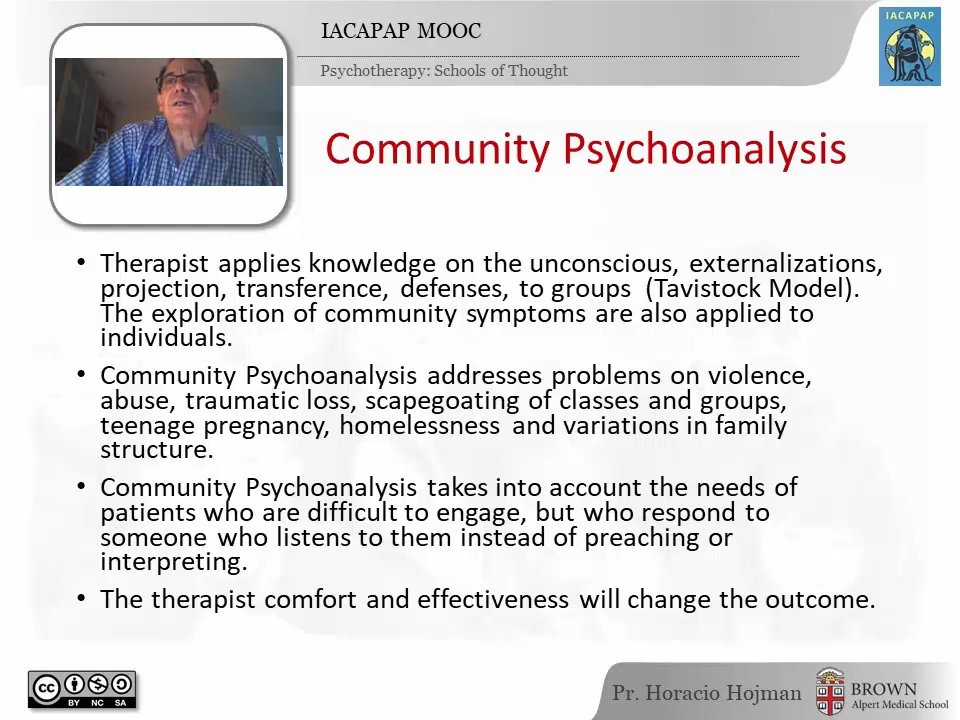 IACAPAP MOOC
Psychotherapy: Schools of Thought
IACAPAP
Community Psychoanalysis
• Therapist applies knowledge on the unconscious, externalizations,
projection, transference, defenses, to groups (Tavistock Model).
The exploration of community symptoms are also applied to
individuals.
• Community Psychoanalysis addresses problems on violence,
abuse, traumatic loss, scapegoating of classes and groups,
teenage pregnancy, homelessness and variations in family
structure.
• Community Psychoanalysis takes into account the needs of
patients who are difficult to engage, but who respond to
someone who listens to them instead of preaching or
interpreting.
• The therapist comfort and effectiveness will change the outcome.
cc
BY NC SA
Pr. Horacio Hojman
BROWN
Alpert Medical School